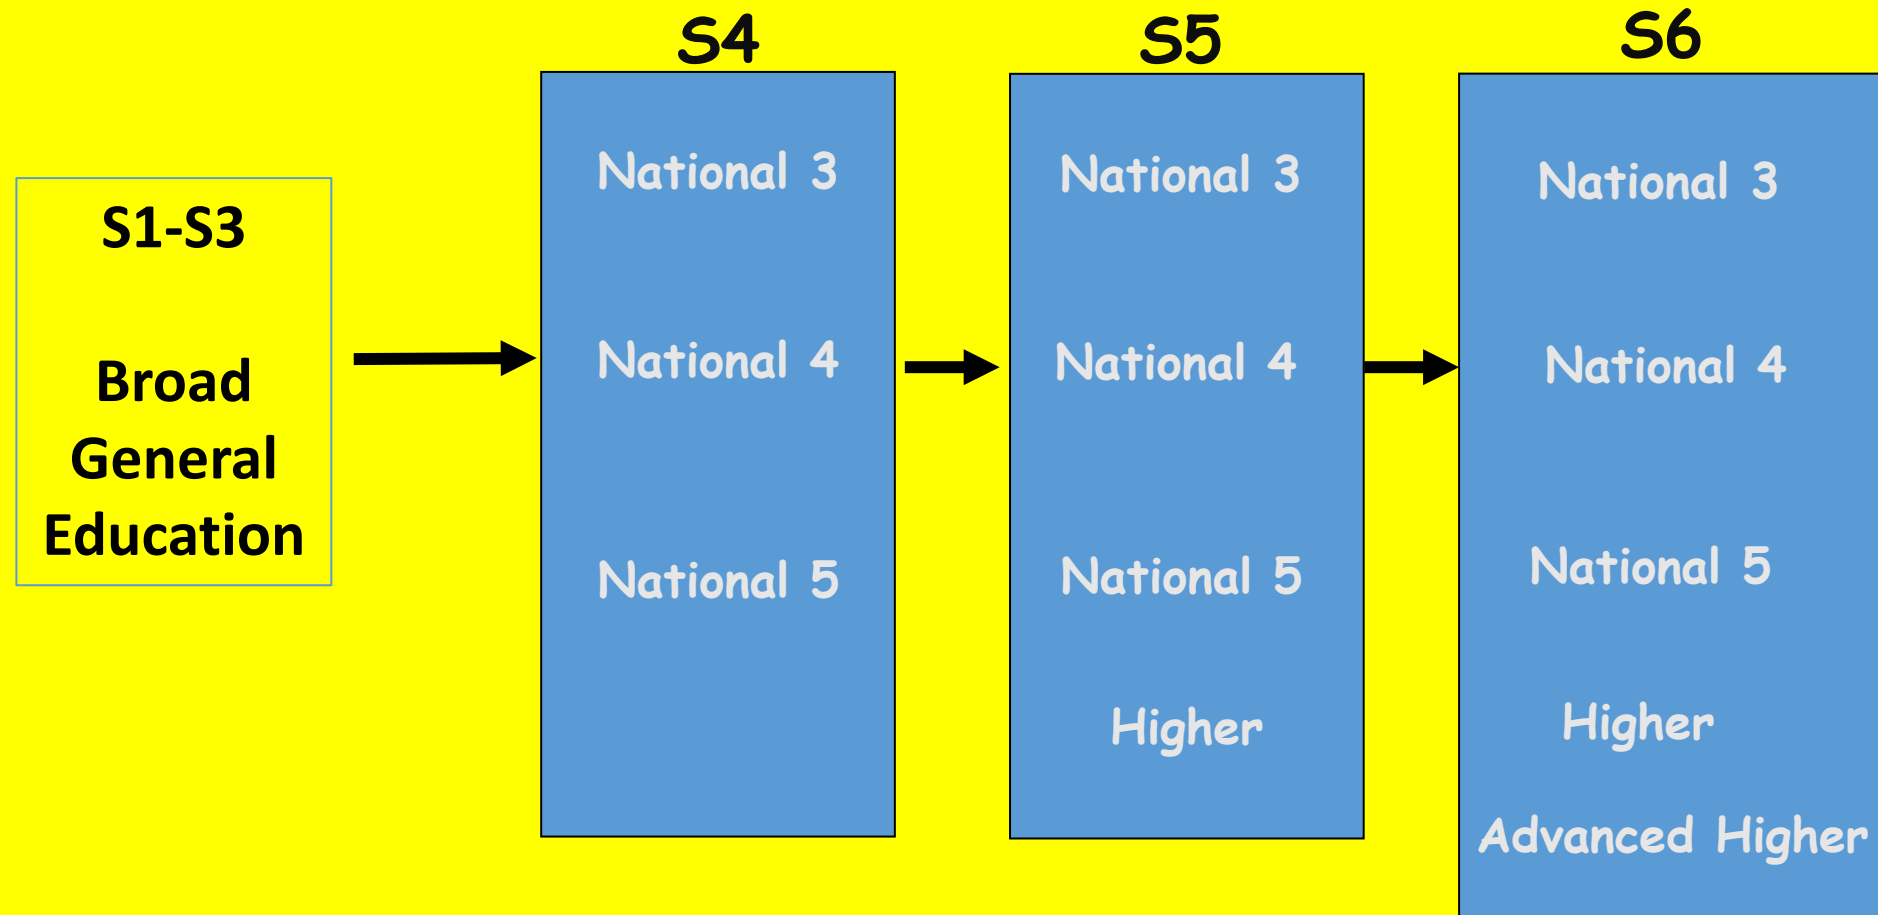 S1-S3
Broad
General
Education
S4
National 3
National 4
National 5
S5
National 3
National 4
National 5
Higher
S6
National 3
National 4
National 5
Higher
Advanced Higher